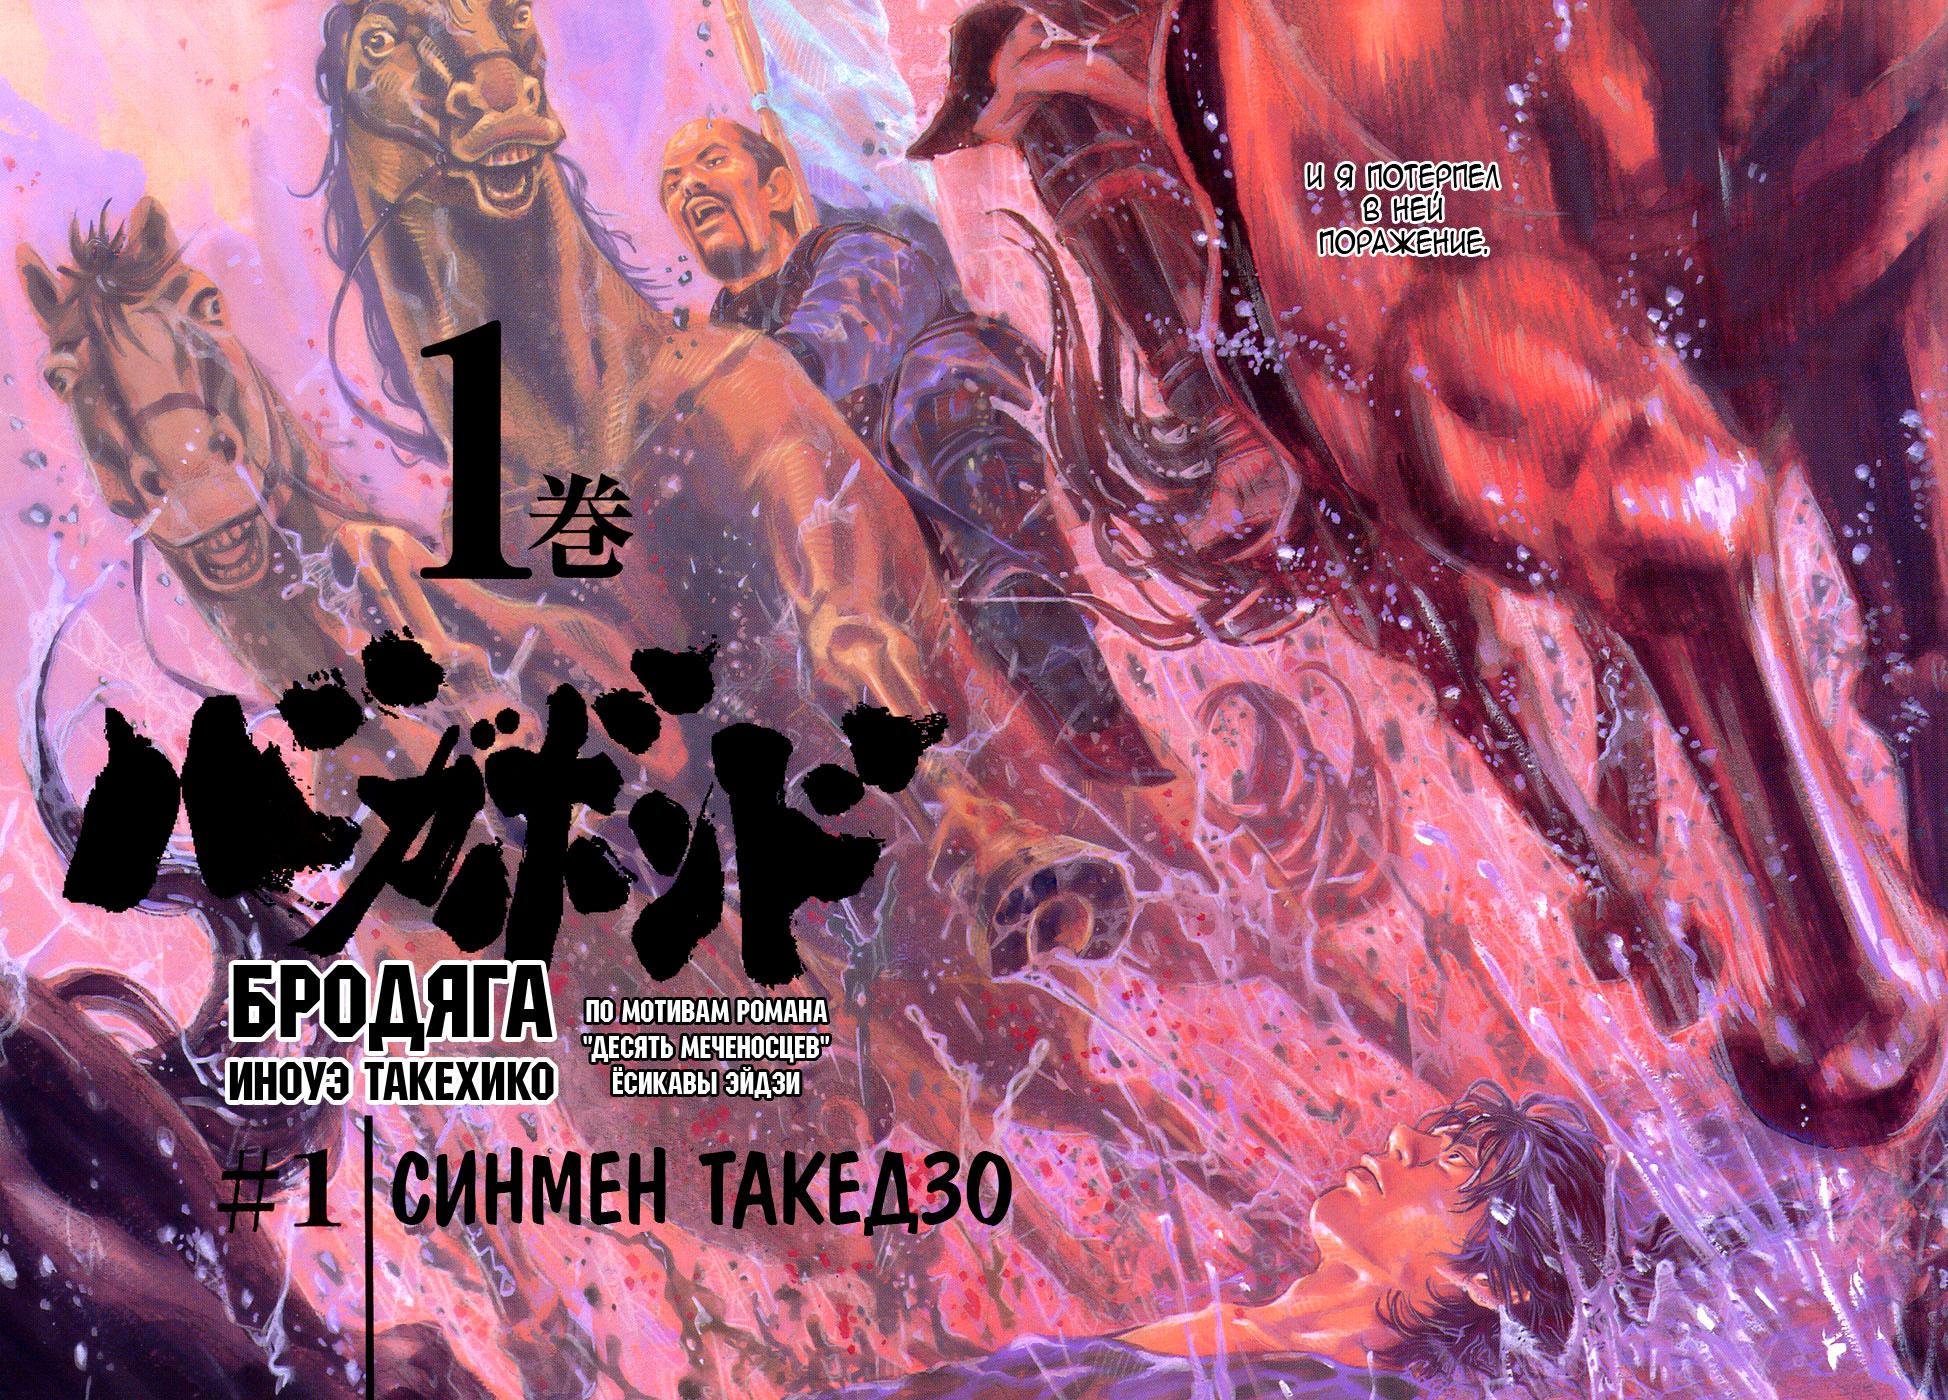 И Я ПОТЕРПЕЛ
В НЕЙ
ПОРАЖЕНИЕ.
1巻
バガボンド
БРОДЯГА
ИНОУЭ ТАКЕХИКО
ПО МОТИВАМ РОМАНА
"ДЕСЯТЬ МЕЧЕНОСЦЕВ"
ЁСИКАВЫ ЭЙДЗИ
#1
СИНМЕН ТАКЕДЗО